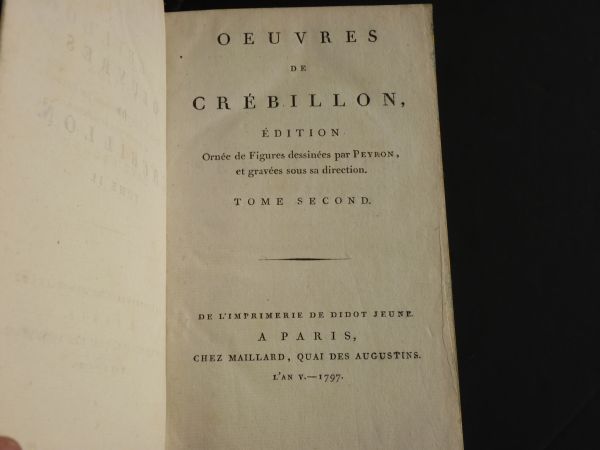 OEUVRES
DE
CRÉBILLON,
ÉDITION
Ornée de Figures dessinées par PEYRON,
et gravées sous sa direction.
TOME SECOND.
DE L'IMPRIMERIE DE DIDOT JEUNE.
A PARIS,
CHEZ MAILLARD, QUAI DES AUGUSTINS.
L'AN V.—1797.